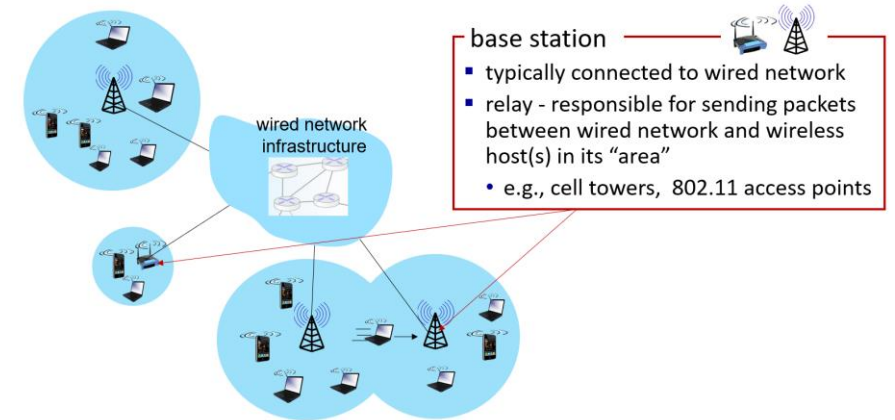 base station
▪ typically connected to wired network
▪ relay - responsible for sending packets
between wired network and wireless
host(s) in its “area”
• e.g., cell towers, 802.11 access points
wired network
infrastructure